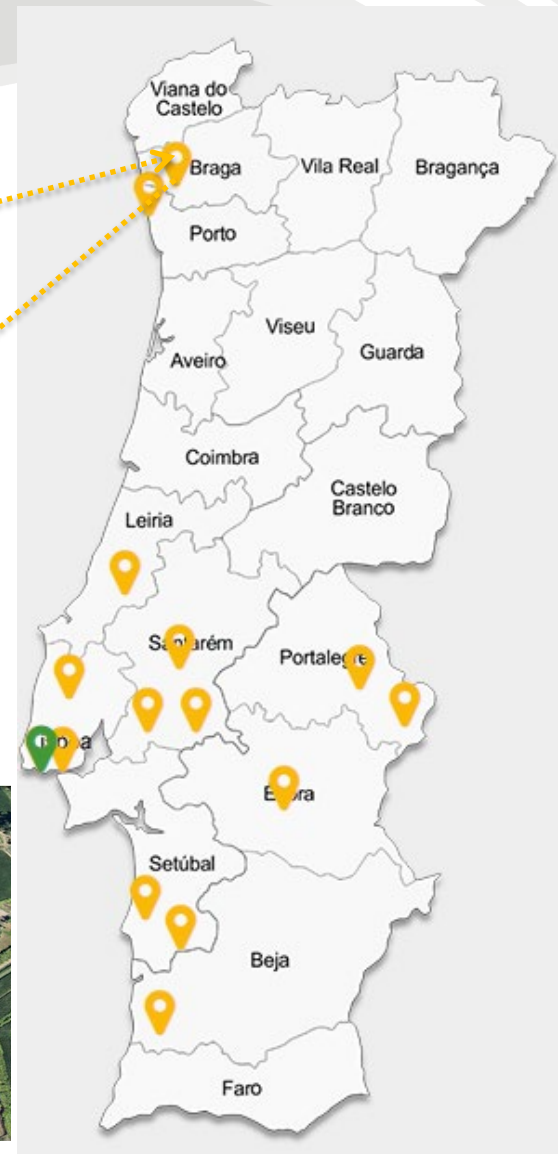 Viana do
Castelo
Braga
Vila Real
Bragança
Porto
Viseu
Aveiro
Guarda
Coimbra
Castelo
Branco
Leiria
Santarém
Portalegre
Setúbal
Beja
Faro